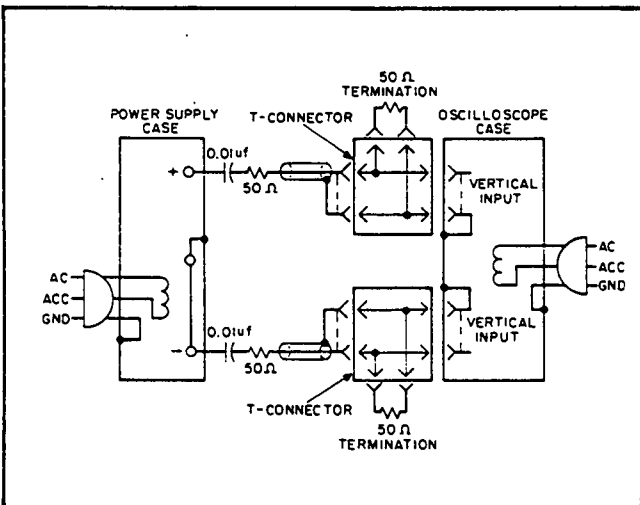 50 Ω
TERMINATION
T-CONNECTOR
POWER SUPPLY
CASE
OSCILLOSCOPE
CASE
0.01uf
+
50Ω
VERTICAL
INPUT
AC
ACC
GND
AC
ACC
GND
0.01uf
-
50Ω
VERTICAL
INPUT
T-CONNECTOR
50 Ω
TERMINATION